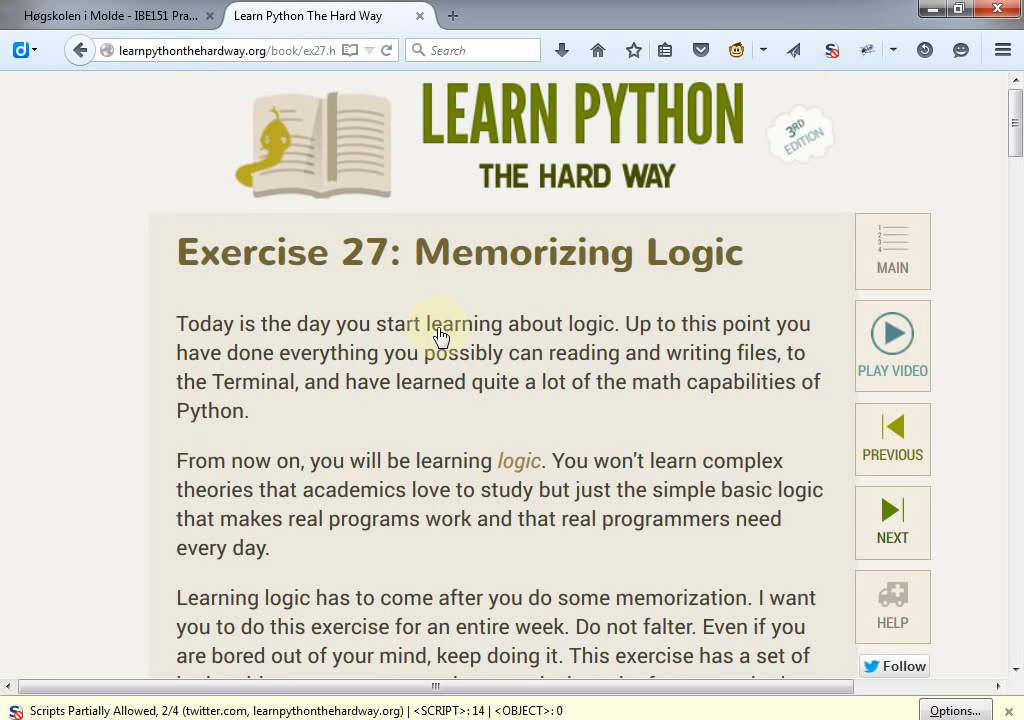 Høgskolen i Molde - IBE151 Pra...
Learn Python The Hard Way
learnpythonthehardway.org/book/ex27.h
Search
LEARN PYTHON
THE HARD WAY
3RD
EDITION
Exercise 27: Memorizing Logic
Today is the day you start learning about logic. Up to this point you
have done everything you possibly can reading and writing files, to
the Terminal, and have learned quite a lot of the math capabilities of
Python.
From now on, you will be learning logic. You won't learn complex
theories that academics love to study but just the simple basic logic
that makes real programs work and that real programmers need
every day.
Learning logic has to come after you do some memorization. I want
you to do this exercise for an entire week. Do not falter. Even if you
are bored out of your mind, keep doing it. This exercise has a set of
MAIN
PLAY VIDEO
PREVIOUS
NEXT
HELP
Follow
Scripts Partially Allowed, 2/4 (twitter.com, learnpythonthehardway.org) | <SCRIPT>: 14 | <OBJECT>: 0
Options...